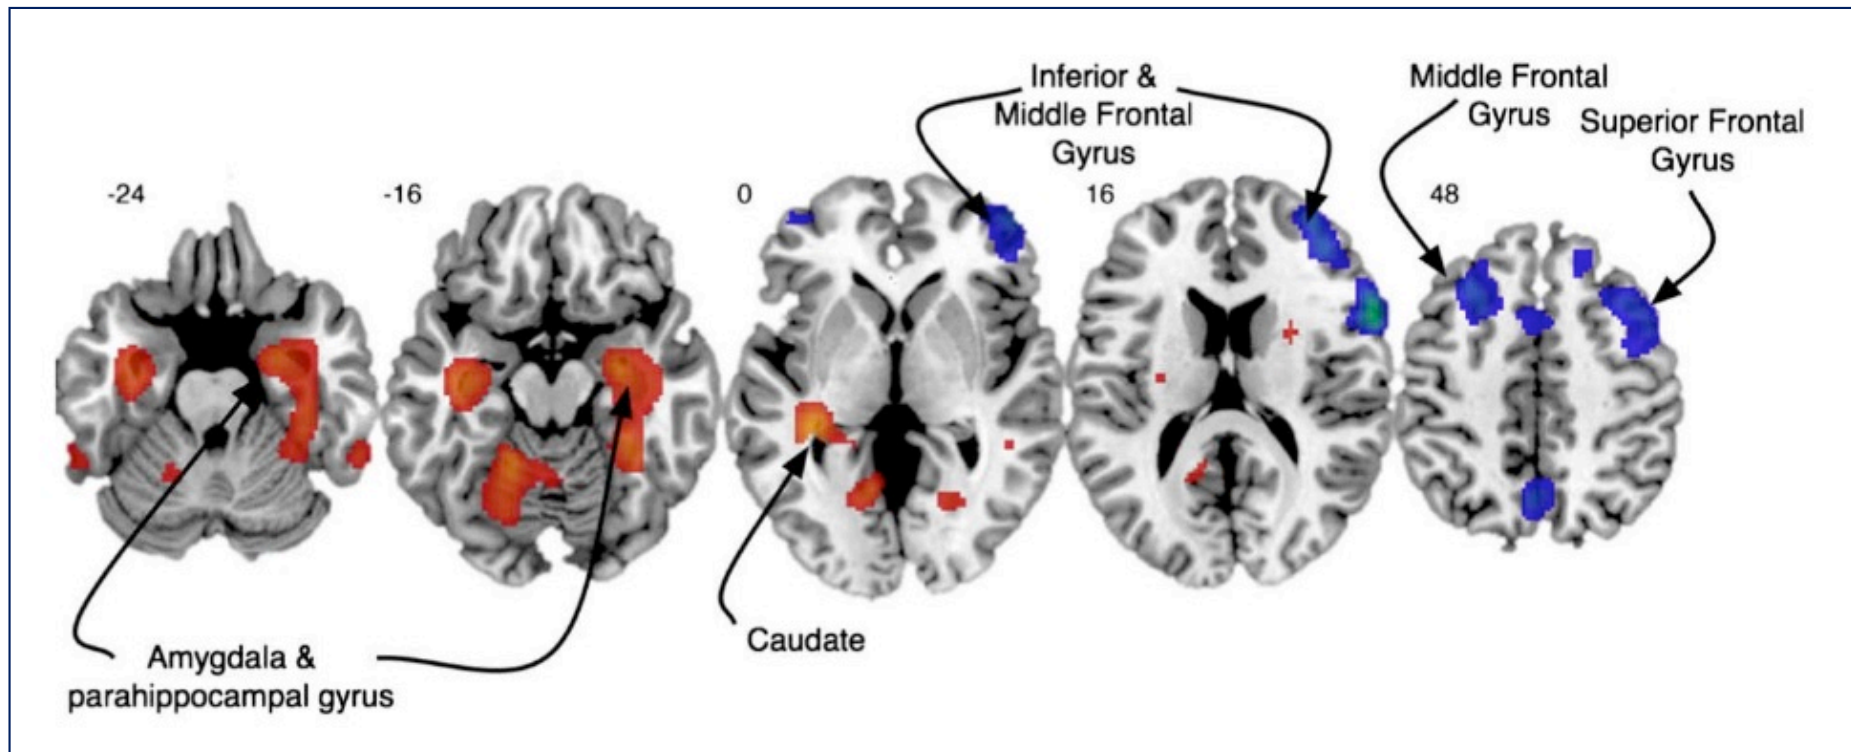 Inferior &
Middle Frontal
Gyrus
Middle Frontal
Gyrus
Superior Frontal
Gyrus
-24
-16
0
16
48
Caudate
Amygdala &
parahippocampal gyrus